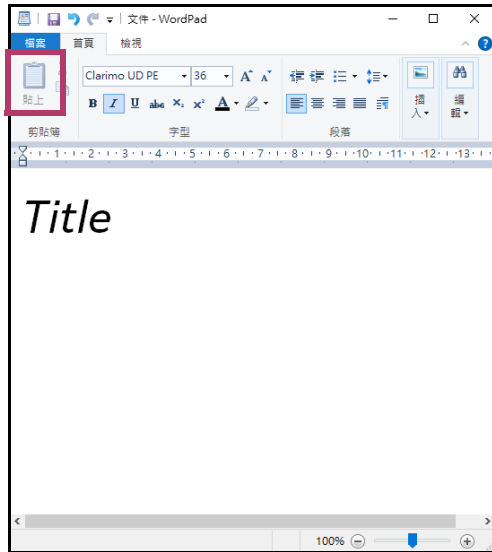 文件 - WordPad
檔案 首頁 檢視
貼上
Clarimo UD PE 36 A A
B I U abc X₂ X² A
插入
編輯
剪貼簿 字型 段落
1 2 3 4 5 6 7 8 9 10 11 12 13
Title
100%